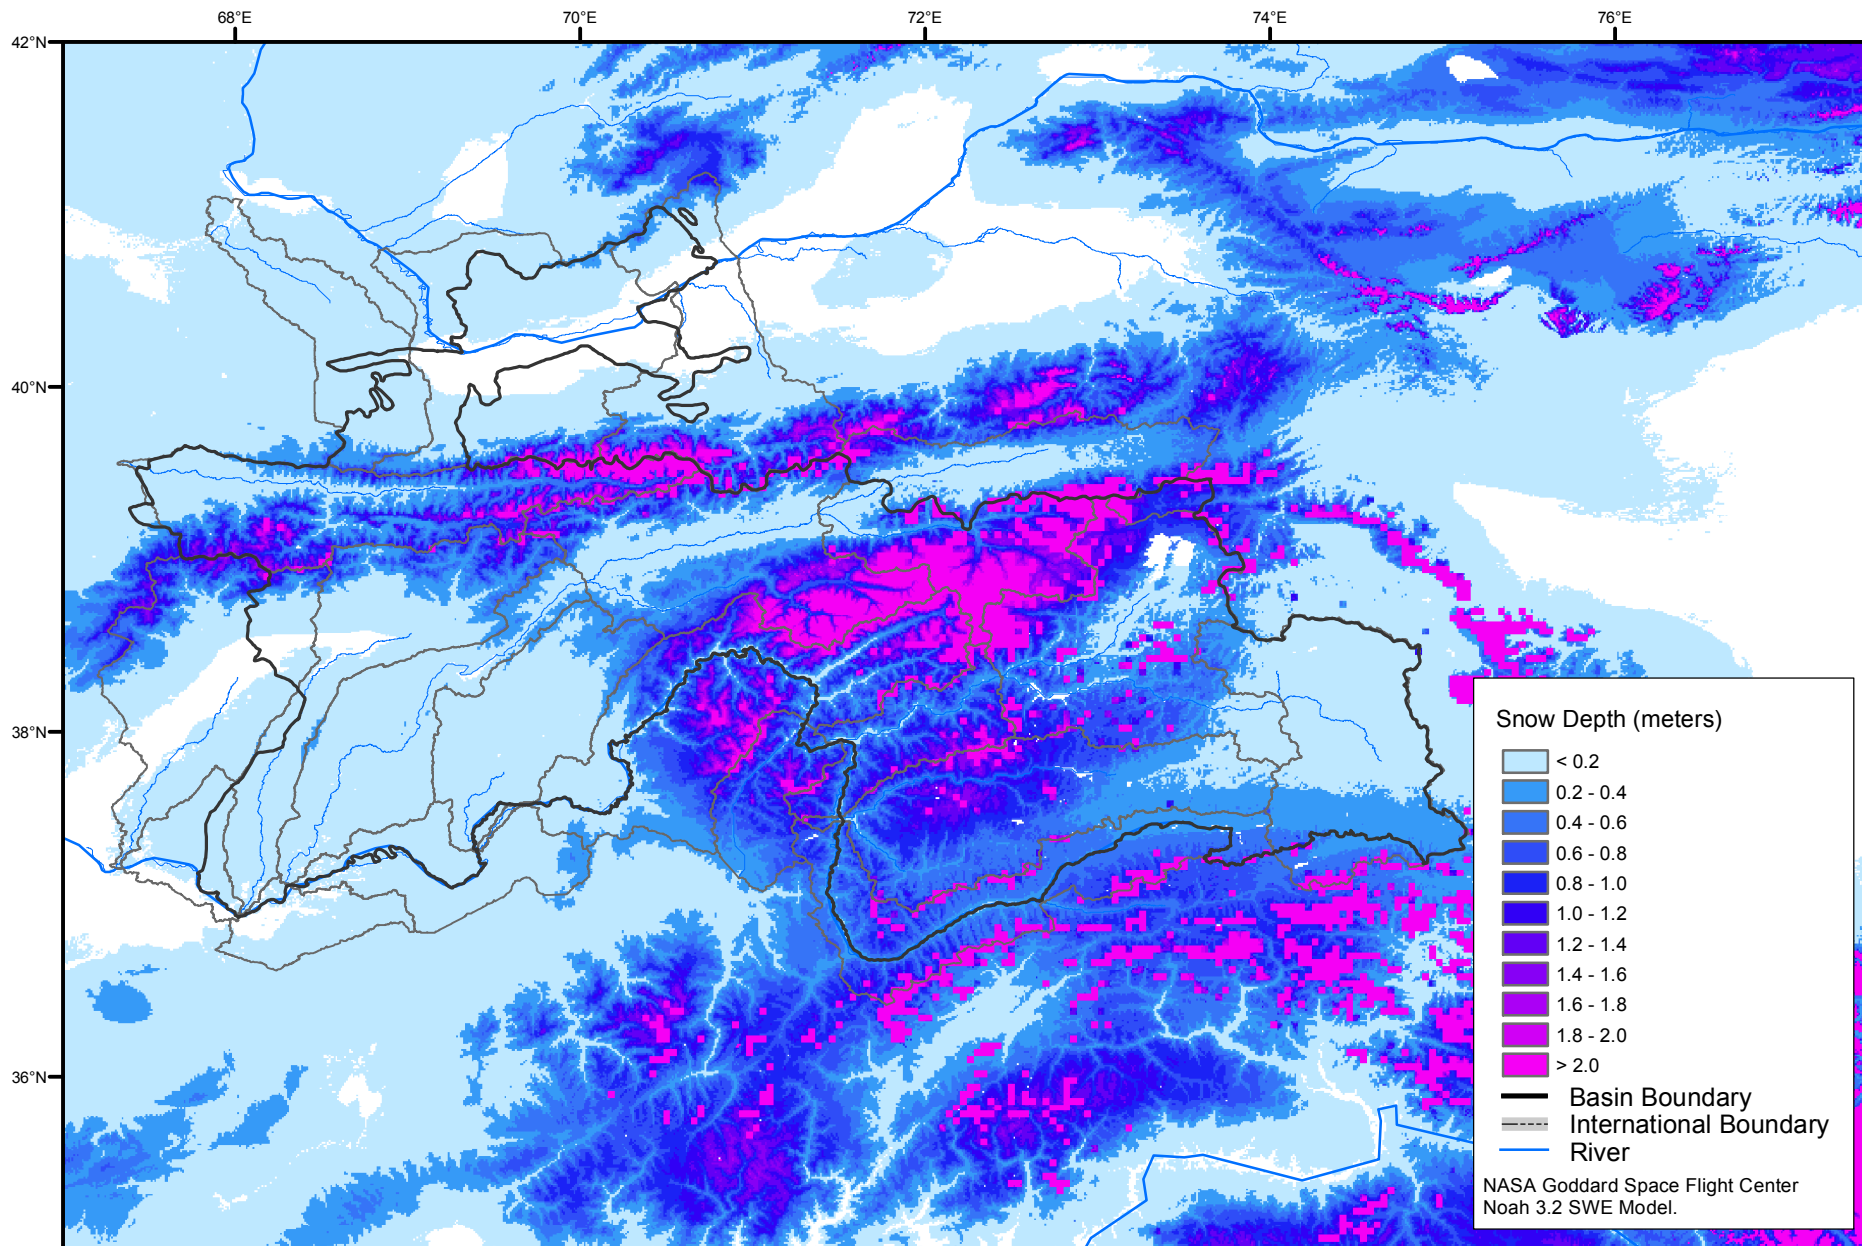 68°E
70°E
72°E
74°E
76°E
42°N
40°N
38°N
36°N
Snow Depth (meters)
< 0.2
0.2 - 0.4
0.4 - 0.6
0.6 - 0.8
0.8 - 1.0
1.0 - 1.2
1.2 - 1.4
1.4 - 1.6
1.6 - 1.8
1.8 - 2.0
> 2.0
Basin Boundary
International Boundary
River
NASA Goddard Space Flight Center
Noah 3.2 SWE Model.